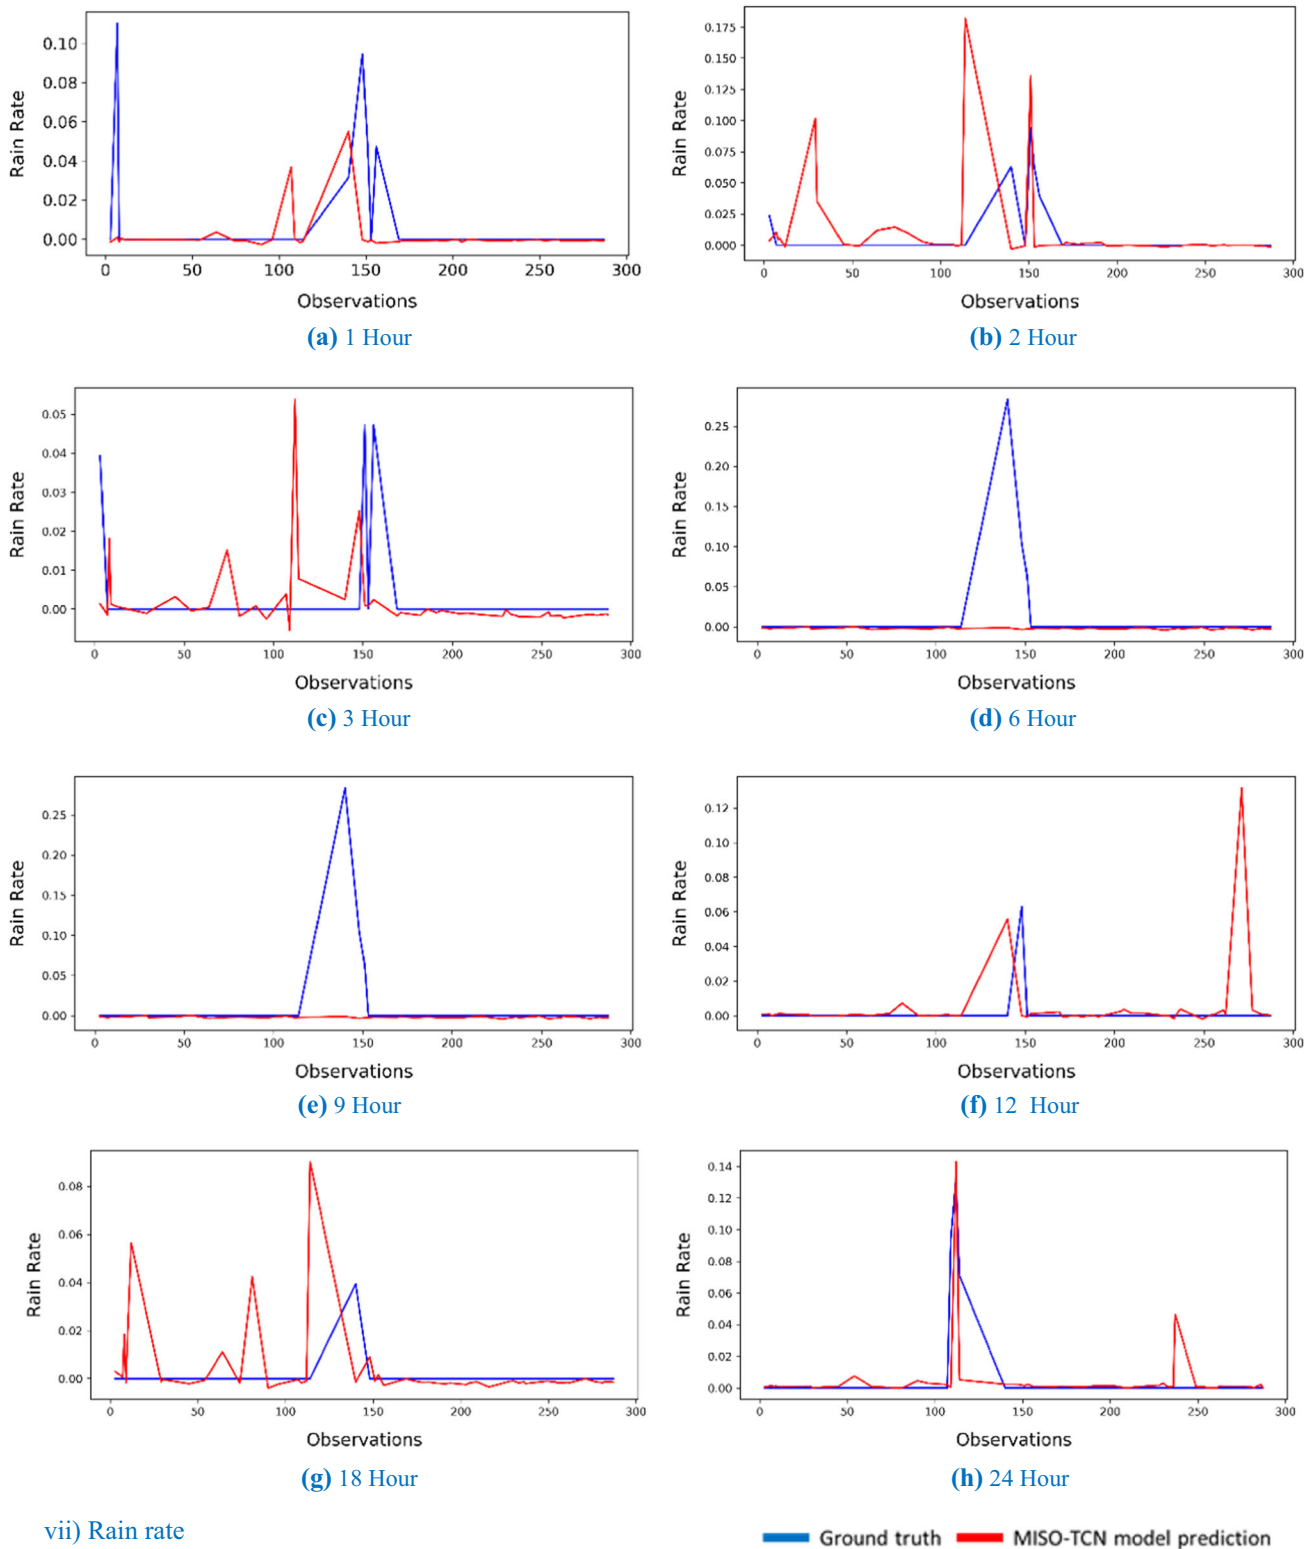 0.10
0.08
0.06
0.04
0.02
0.00
Rain Rate
0 50 100 150 200 250 300
Observations
(a) 1 Hour
0.175
0.150
0.125
0.100
0.075
0.050
0.025
0.000
Rain Rate
0 50 100 150 200 250 300
Observations
(b) 2 Hour
0.05
0.04
0.03
0.02
0.01
0.00
Rain Rate
0 50 100 150 200 250 300
Observations
(c) 3 Hour
0.25
0.20
0.15
0.10
0.05
0.00
Rain Rate
0 50 100 150 200 250 300
Observations
(d) 6 Hour
0.25
0.20
0.15
0.10
0.05
0.00
Rain Rate
0 50 100 150 200 250 300
Observations
(e) 9 Hour
0.12
0.10
0.08
0.06
0.04
0.02
0.00
Rain Rate
0 50 100 150 200 250 300
Observations
(f) 12 Hour
0.08
0.06
0.04
0.02
0.00
Rain Rate
0 50 100 150 200 250 300
Observations
(g) 18 Hour
0.14
0.12
0.10
0.08
0.06
0.04
0.02
0.00
Rain Rate
0 50 100 150 200 250 300
Observations
(h) 24 Hour
vii) Rain rate
Ground truth MISO-TCN model prediction